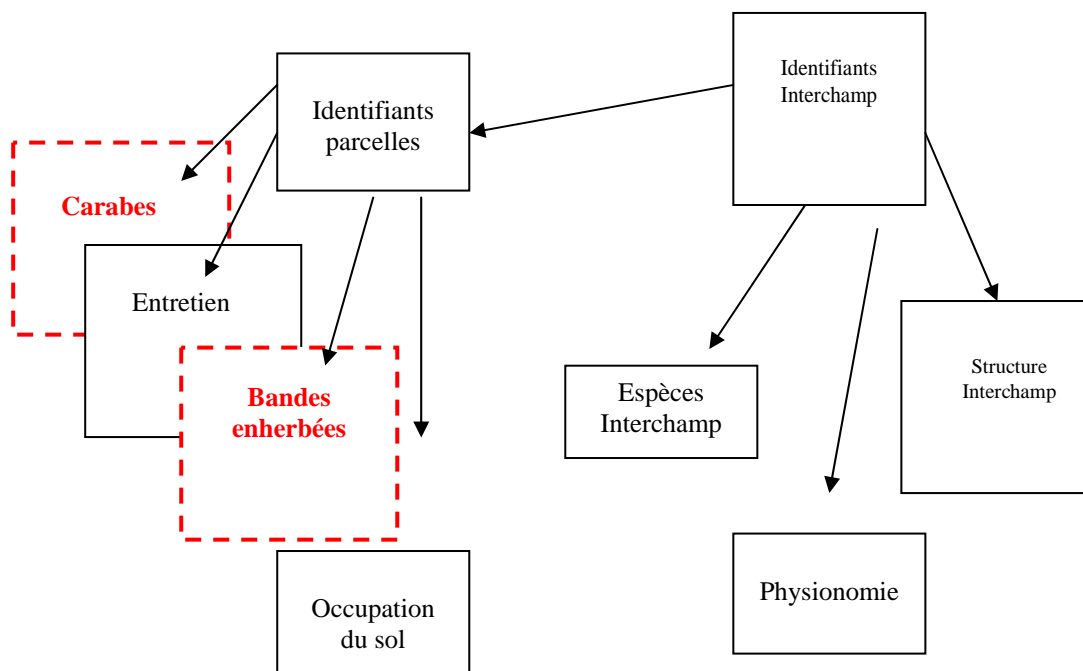 Identifiants
Interchamp
Identifiants
parcelles
Carabes
Entretien
Bandes
enherbées
Espèces
Interchamp
Structure
Interchamp
Physionomie
Occupation
du sol